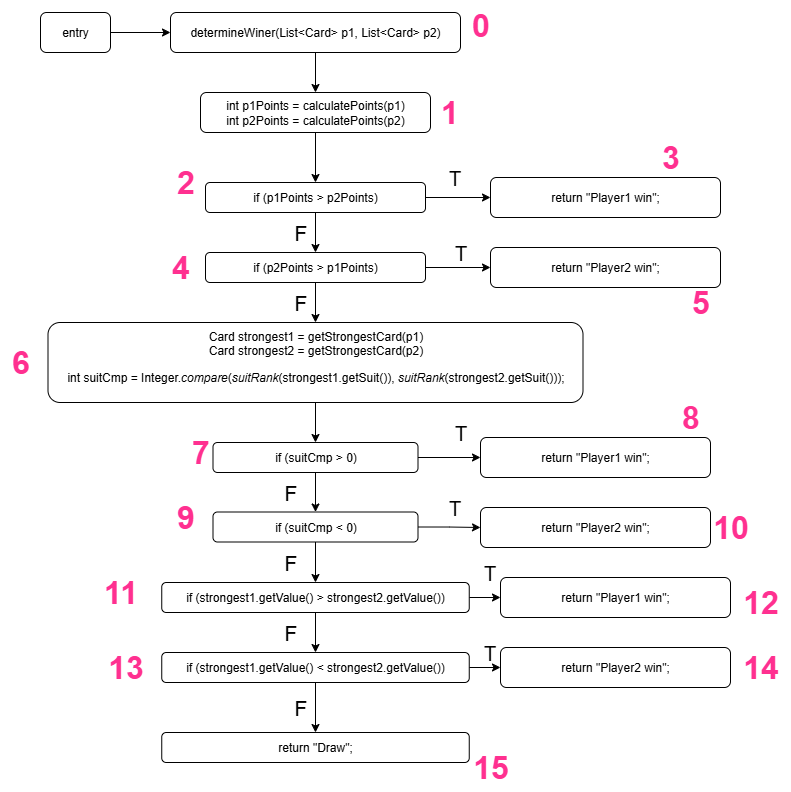 entry
determineWiner(List<Card> p1, List<Card> p2)
0
int p1Points = calculatePoints(p1)
int p2Points = calculatePoints(p2)
1
2
if (p1Points > p2Points)
T
3
return "Player1 win";
F
4
if (p2Points > p1Points)
T
return "Player2 win";
5
F
6
Card strongest1 = getStrongestCard(p1)
Card strongest2 = getStrongestCard(p2)
int suitCmp = Integer.compare(suitRank(strongest1.getSuit()), suitRank(strongest2.getSuit()));
7
if (suitCmp > 0)
T
8
return "Player1 win";
F
9
if (suitCmp < 0)
T
return "Player2 win";
10
F
11
if (strongest1.getValue() > strongest2.getValue())
T
return "Player1 win";
12
F
13
if (strongest1.getValue() < strongest2.getValue())
T
return "Player2 win";
14
F
return "Draw";
15